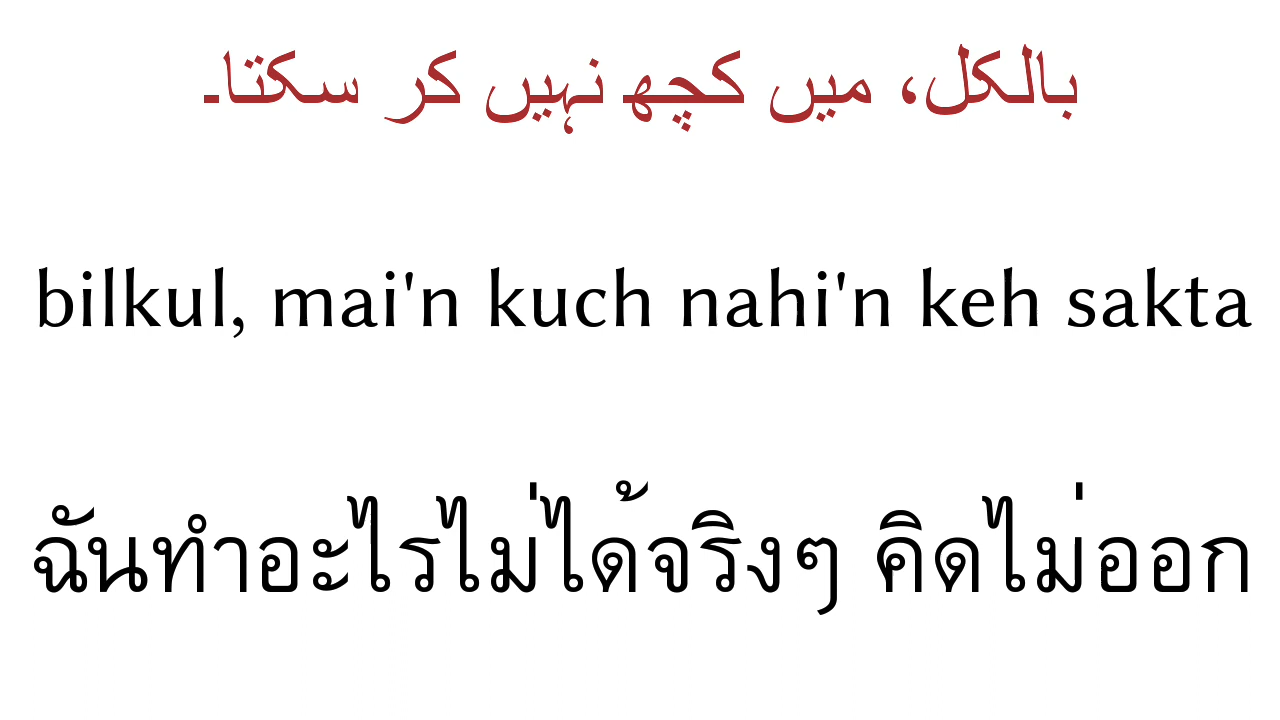 بالکل، میں کچھ نہیں کر سکتا۔
bilkul, mai'n kuch nahi'n keh sakta
ฉันทำอะไรไม่ได้จริงๆ คิดไม่ออก